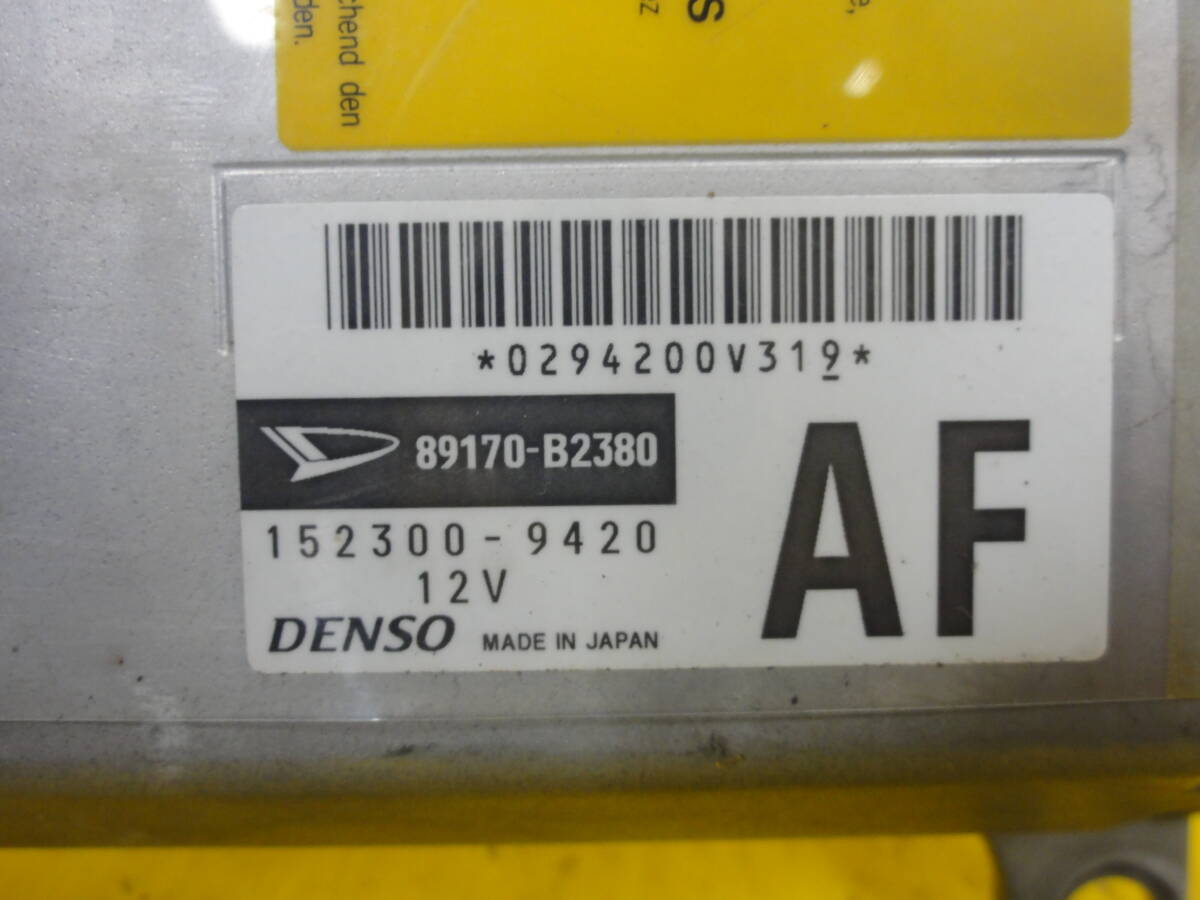 chend den
den.
*0294200V319*
89170-B2380
152300-9420
12V
DENSO MADE IN JAPAN
AF